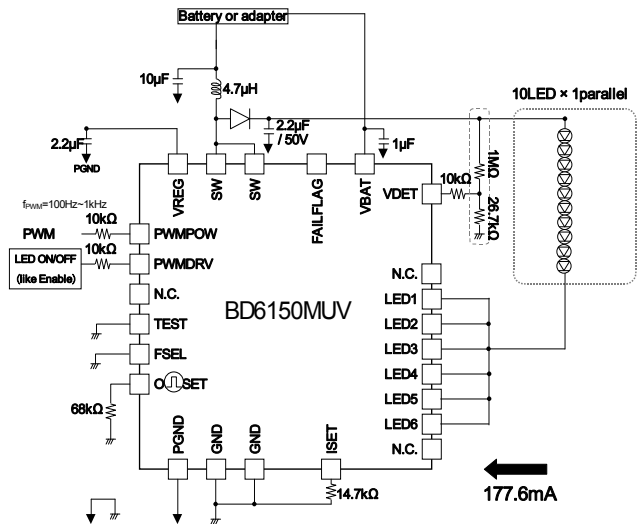 Battery or adapter
10µF
4.7µH
10LED × 1parallel
2.2µF
/ 50V
1µF
2.2µF
PGND
1MΩ
26.7kΩ
10kΩ
VREG
SW
SW
FAILFLAG
VBAT
VDET
fPWM=100Hz~1kHz
PWM
10kΩ
PWMPOW
LED ON/OFF
(like Enable)
10kΩ
PWMDRV
N.C.
TEST
FSEL
68kΩ
BD6150MUV
N.C.
LED1
LED2
LED3
LED4
LED5
LED6
N.C.
PGND
GND
GND
ISET
14.7kΩ
177.6mA